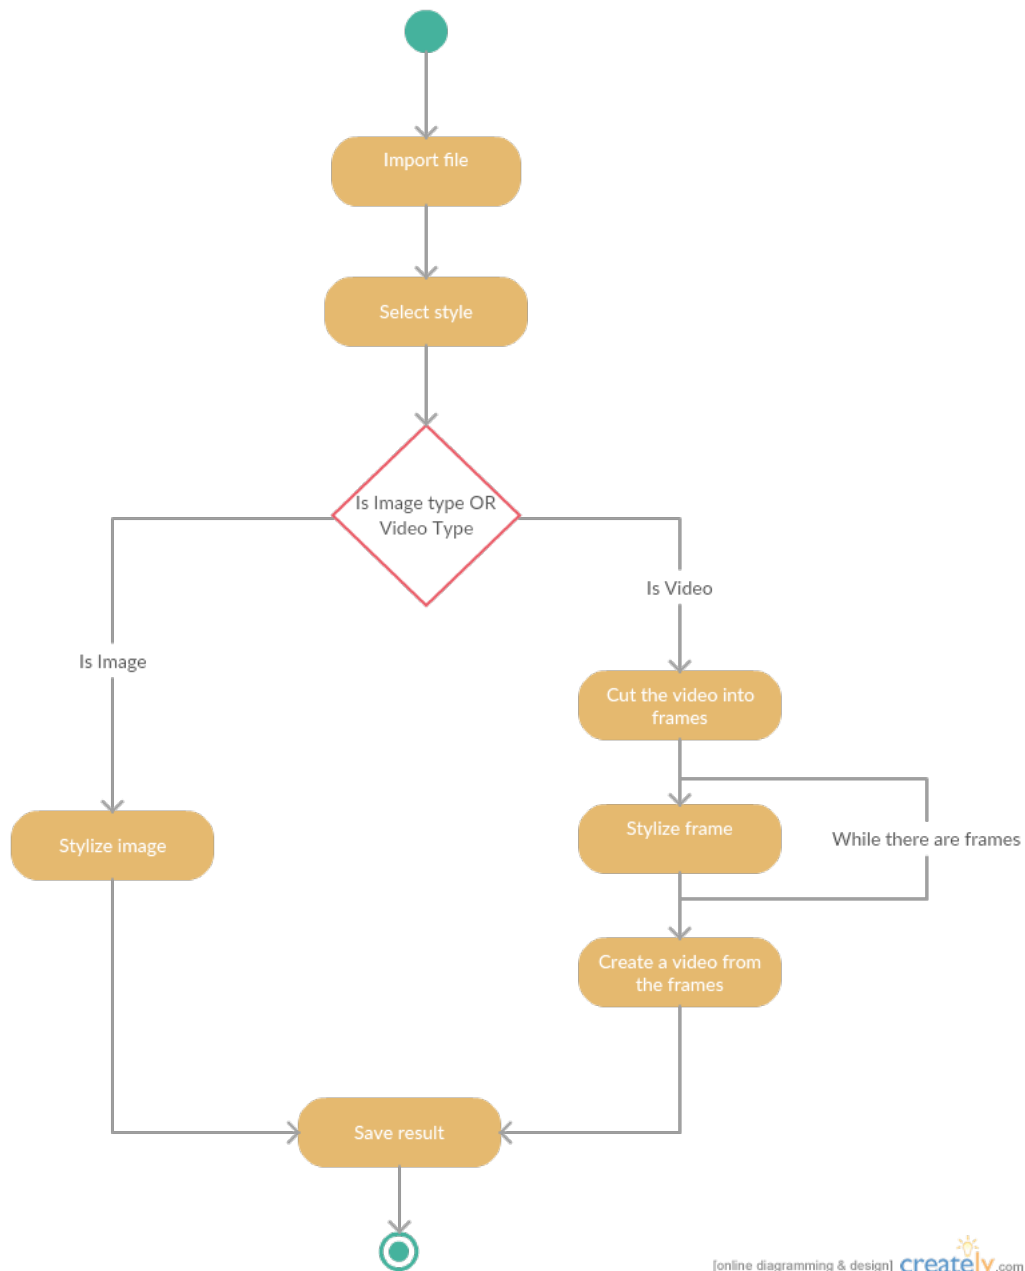 Import file
Select style
Is Image type OR
Video Type
Is Video
Is Image
Cut the video into
frames
Stylize frame
While there are frames
Stylize image
Create a video from
the frames
Save result
[online diagramming & design] creately.com